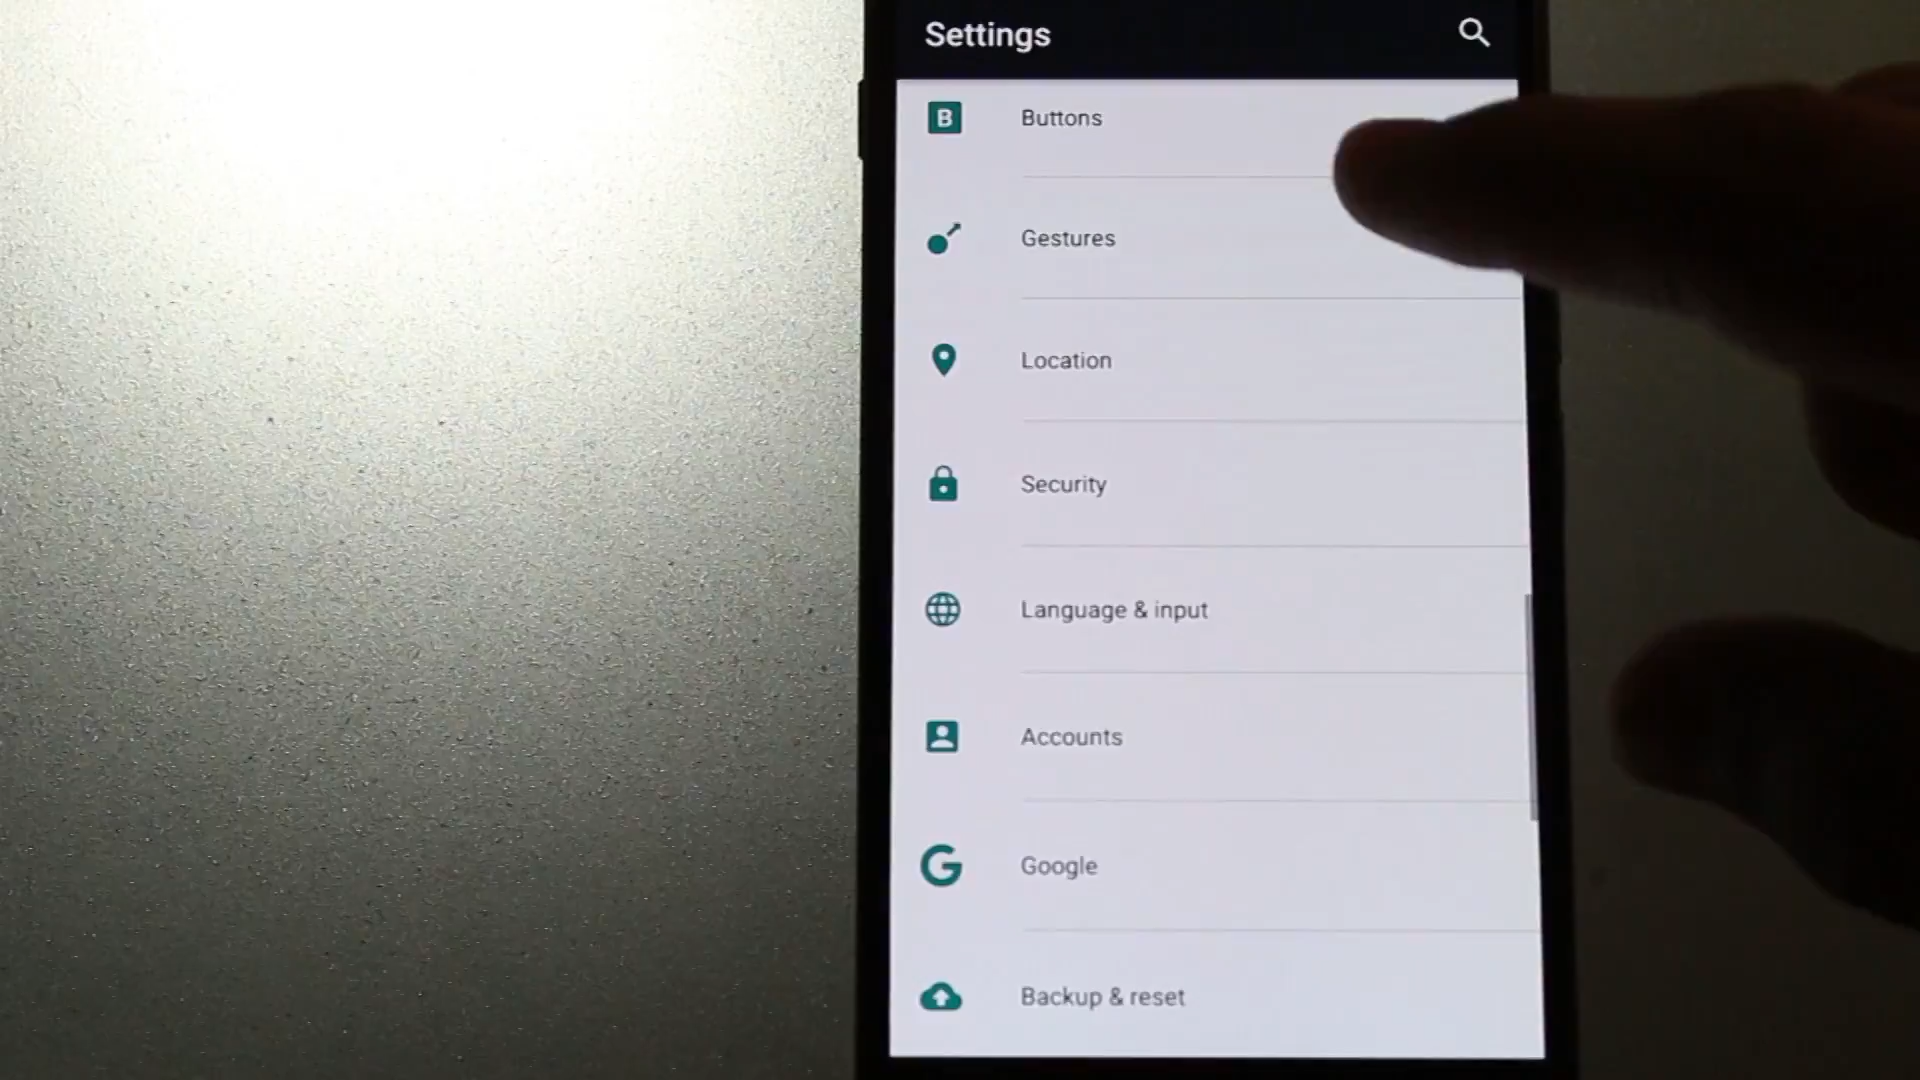 Settings
B Buttons
Gestures
Location
Security
Language & input
Accounts
G Google
Backup & reset